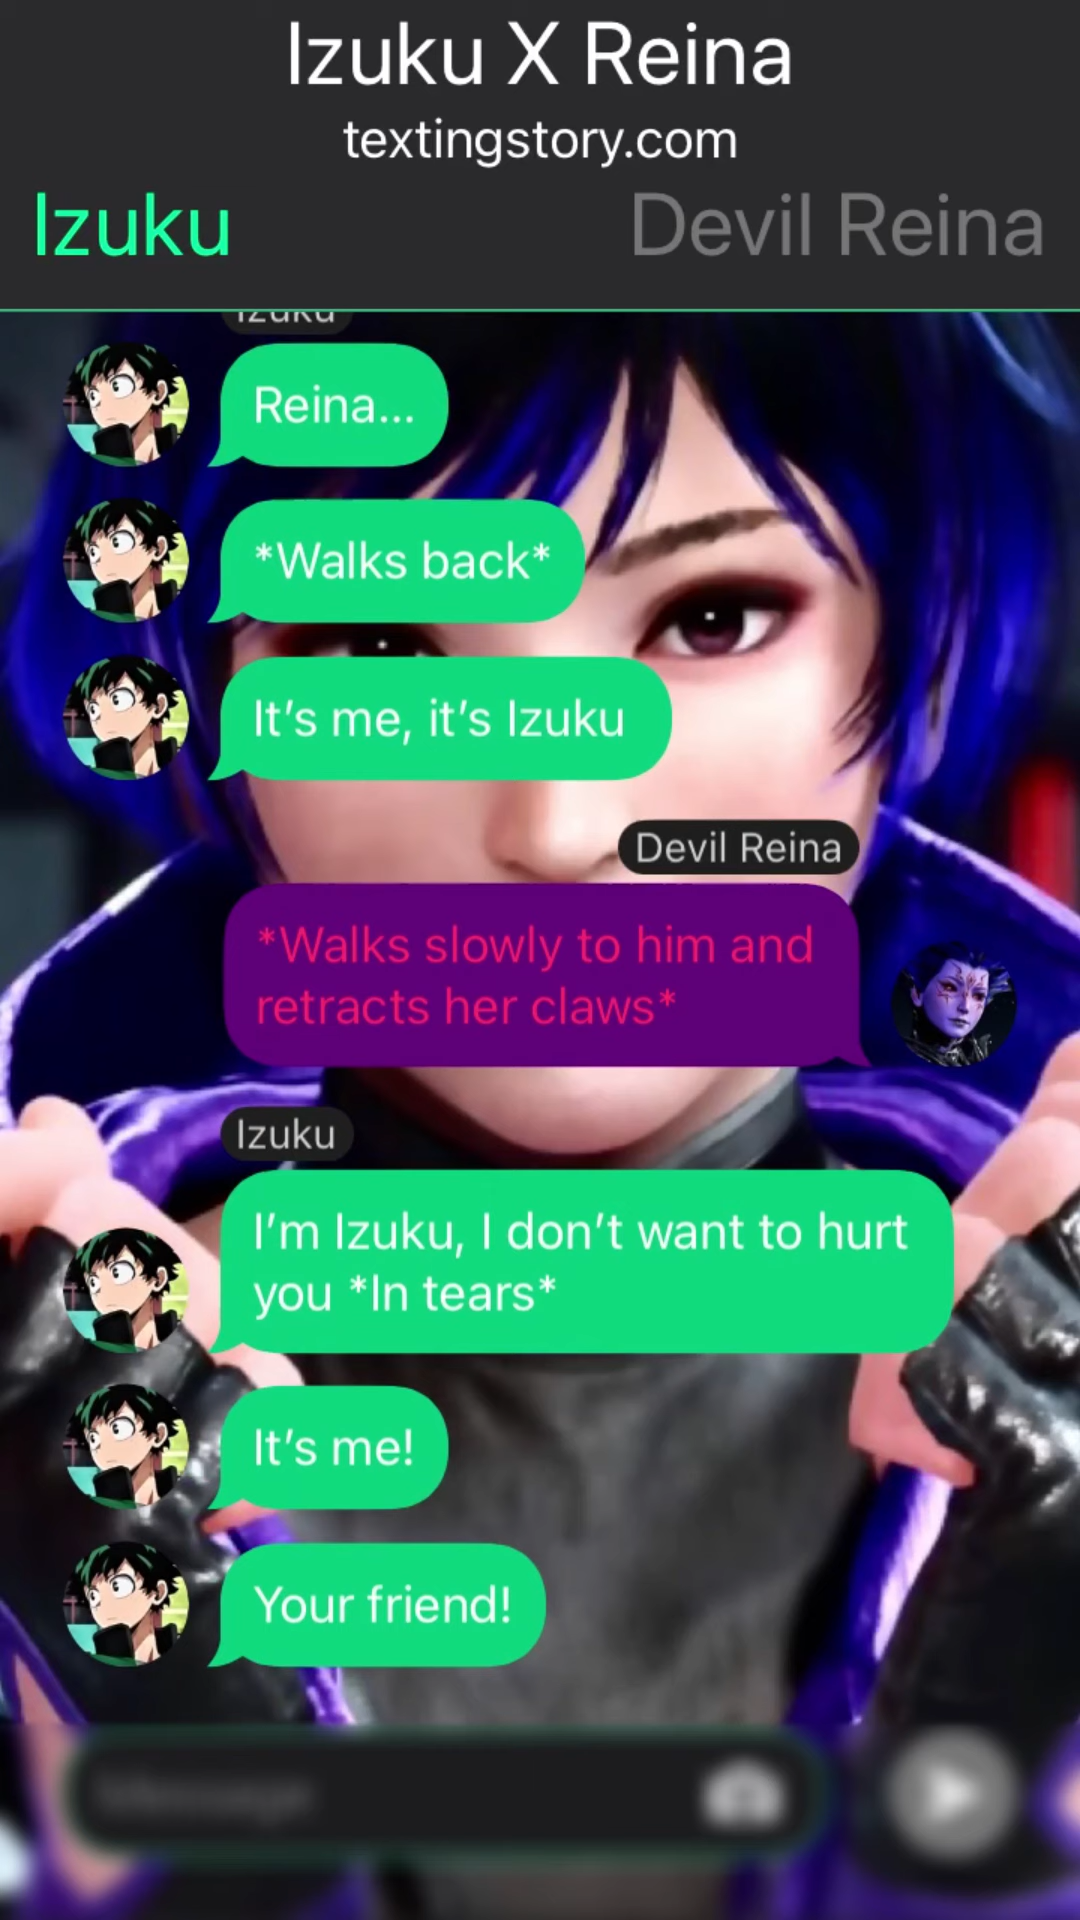 Izuku X Reina
textingstory.com
Izuku
Devil Reina
Izuku
Reina...
*Walks back*
It's me, it's Izuku
Devil Reina
*Walks slowly to him and
retracts her claws*
Izuku
I'm Izuku, I don't want to hurt
you *In tears*
It's me!
Your friend!